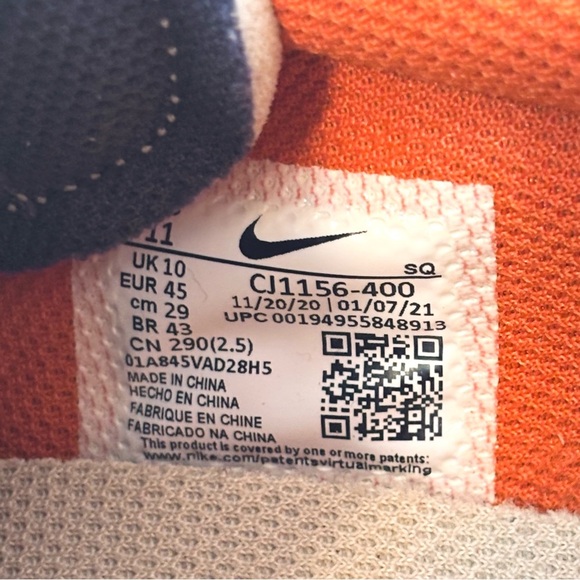 11
UK 10
EUR 45
cm 29
BR 43
CN 290(2.5)
01A845VAD28H5
SQ
CJ1156-400
11/20/20 | 01/07/21
UPC 00194955848913
MADE IN CHINA
HECHO EN CHINA
FABRIQUE EN CHINE
FABRICADO NA CHINA
This product is covered by one or more patents:
www.nike.com/patentsvirtualmarking